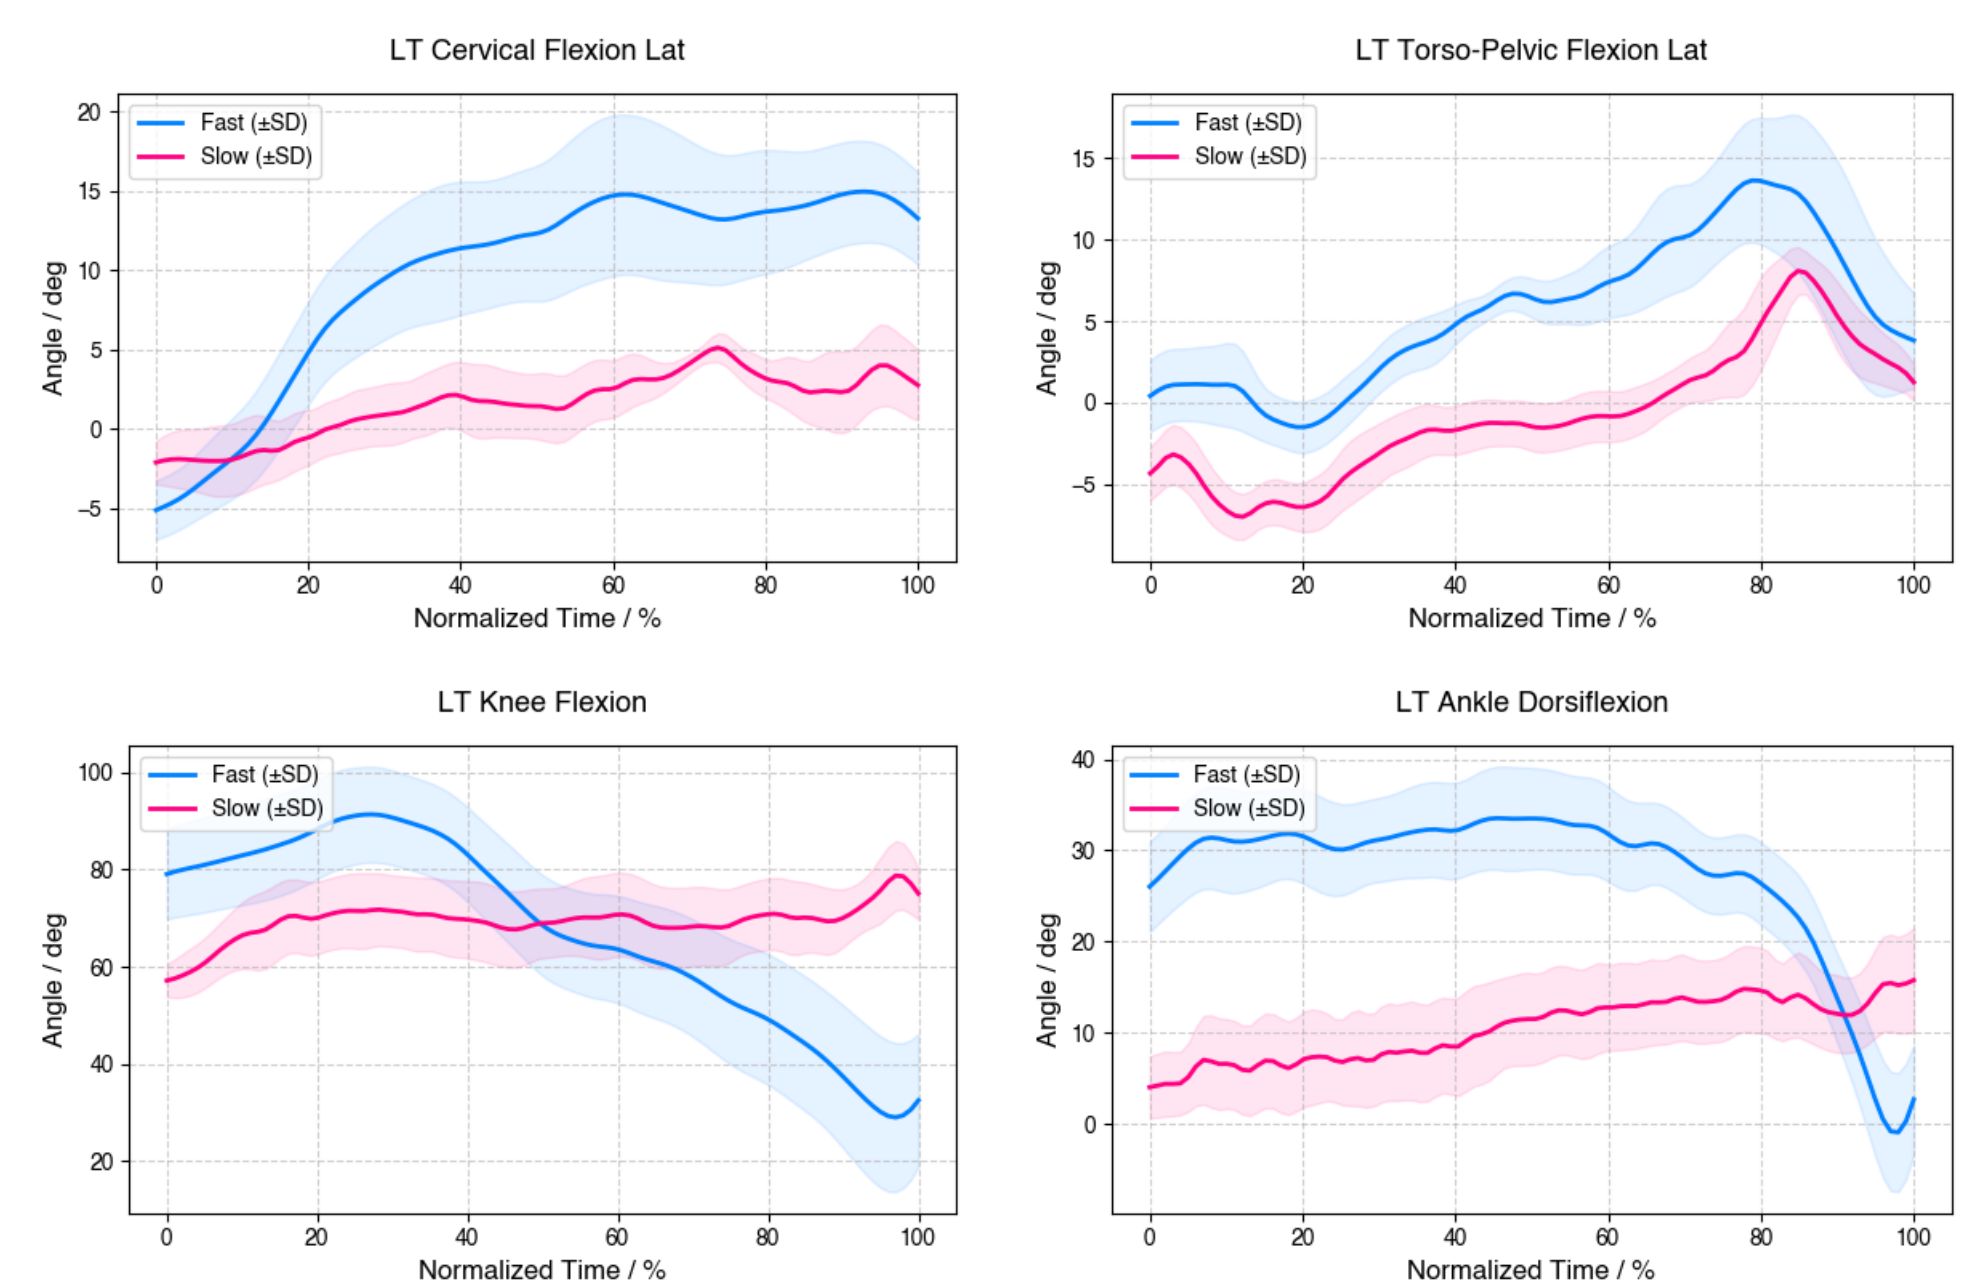 LT Cervical Flexion Lat
Fast (±SD)
Slow (±SD)
20
15
10
5
0
−5
Angle / deg
0 20 40 60 80 100
Normalized Time / %
LT Torso-Pelvic Flexion Lat
Fast (±SD)
Slow (±SD)
15
10
5
0
−5
Angle / deg
0 20 40 60 80 100
Normalized Time / %
LT Knee Flexion
Fast (±SD)
Slow (±SD)
100
80
60
40
20
Angle / deg
0 20 40 60 80 100
Normalized Time / %
LT Ankle Dorsiflexion
Fast (±SD)
Slow (±SD)
40
30
20
10
0
Angle / deg
0 20 40 60 80 100
Normalized Time / %